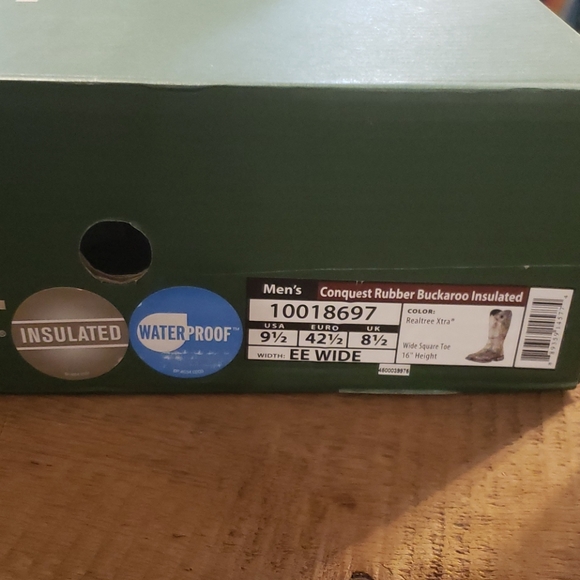 INSULATED
WATERPROOF™
Men's Conquest Rubber Buckaroo Insulated
10018697
USA EURO UK
9½ 42½ 8½
WIDTH: EE WIDE
COLOR:
Realtree Xtra®
Wide Square Toe
16" Height